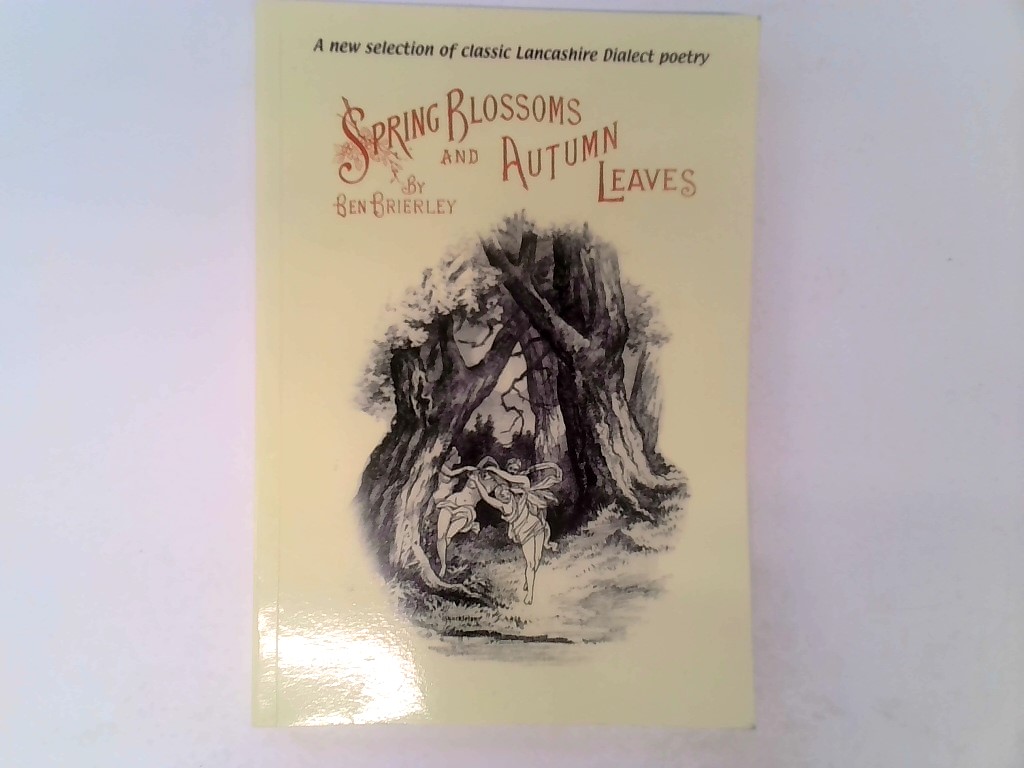 A new selection of classic Lancashire Dialect poetry
SPRING BLOSSOMS
AND AUTUMN
LEAVES
BY
BEN BRIERLEY